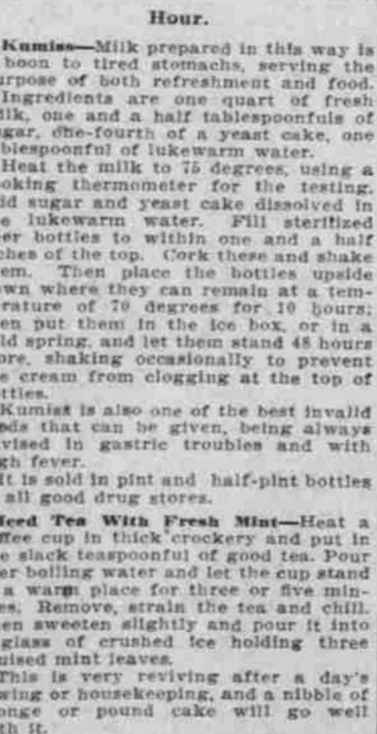 Hour.
Kumiss—Milk prepared in this way is
boon to tired stomachs, serving the
urpose of both refreshment and food.
Ingredients are one quart of fresh
ilk, one and a half tablespoonfuls of
gar, one-fourth of a yeast cake, one
blespoonful of lukewarm water.
Heat the milk to 75 degrees, using a
oking thermometer for the testing.
id sugar and yeast cake dissolved in
e lukewarm water. Fill sterilized
er bottles to within one and a half
ches of the top. Cork these and shake
em. Then place the bottles upside
wn where they can remain at a tem-
rature of 70 degrees for 10 hours;
en put them in the ice box, or in a
ld spring, and let them stand 48 hours
ore, shaking occasionally to prevent
e cream from clogging at the top of
ttles.
Kumiss is also one of the best invalid
ods that can be given, being always
vised in gastric troubles and with
gh fever.
It is sold in pint and half-pint bottles
all good drug stores.
Iced Tea With Fresh Mint—Heat a
ffee cup in thick crockery and put in
e slack teaspoonful of good tea. Pour
er boiling water and let the cup stand
a warm place for three or five min-
es. Remove, strain the tea and chill.
en sweeten slightly and pour it into
glass of crushed ice holding three
uised mint leaves.
This is very reviving after a day's
wing or housekeeping, and a nibble of
onge or pound cake will go well
th it.